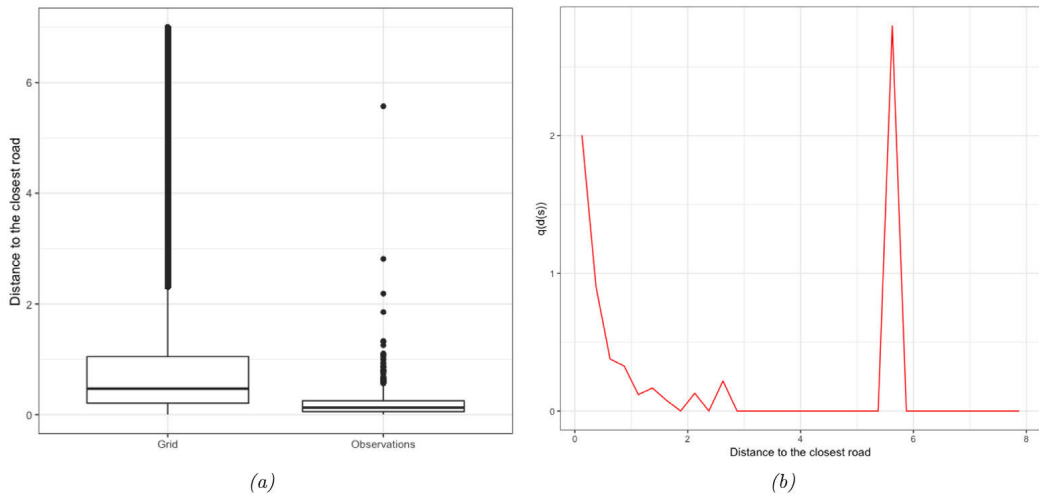 Distance to the closest road
6
4
2
0
Grid Observations
(a)
q(d(s))
2
1
0
0 2 4 6 8
Distance to the closest road
(b)